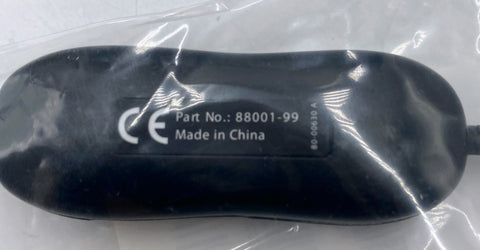 CE
Part No.: 88001-99
Made in China
80-00630 A